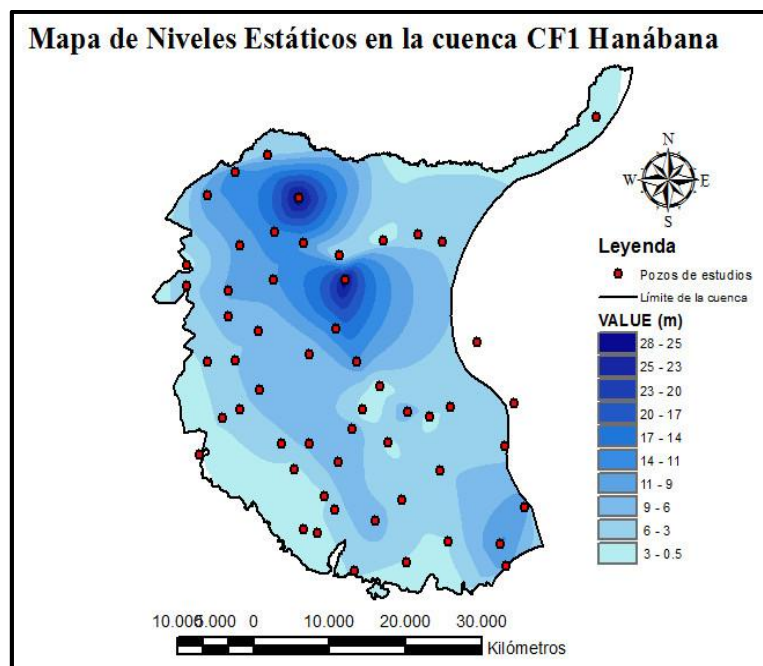 Mapa de Niveles Estáticos en la cuenca CF1 Hanábana
N
W E
S
Leyenda
Pozos de estudios
Límite de la cuenca
VALUE (m)
28 - 25
25 - 23
23 - 20
20 - 17
17 - 14
14 - 11
11 - 9
9 - 6
6 - 3
3 - 0.5
10.0005.000 0 10.000 20.000 30.000
Kilómetros